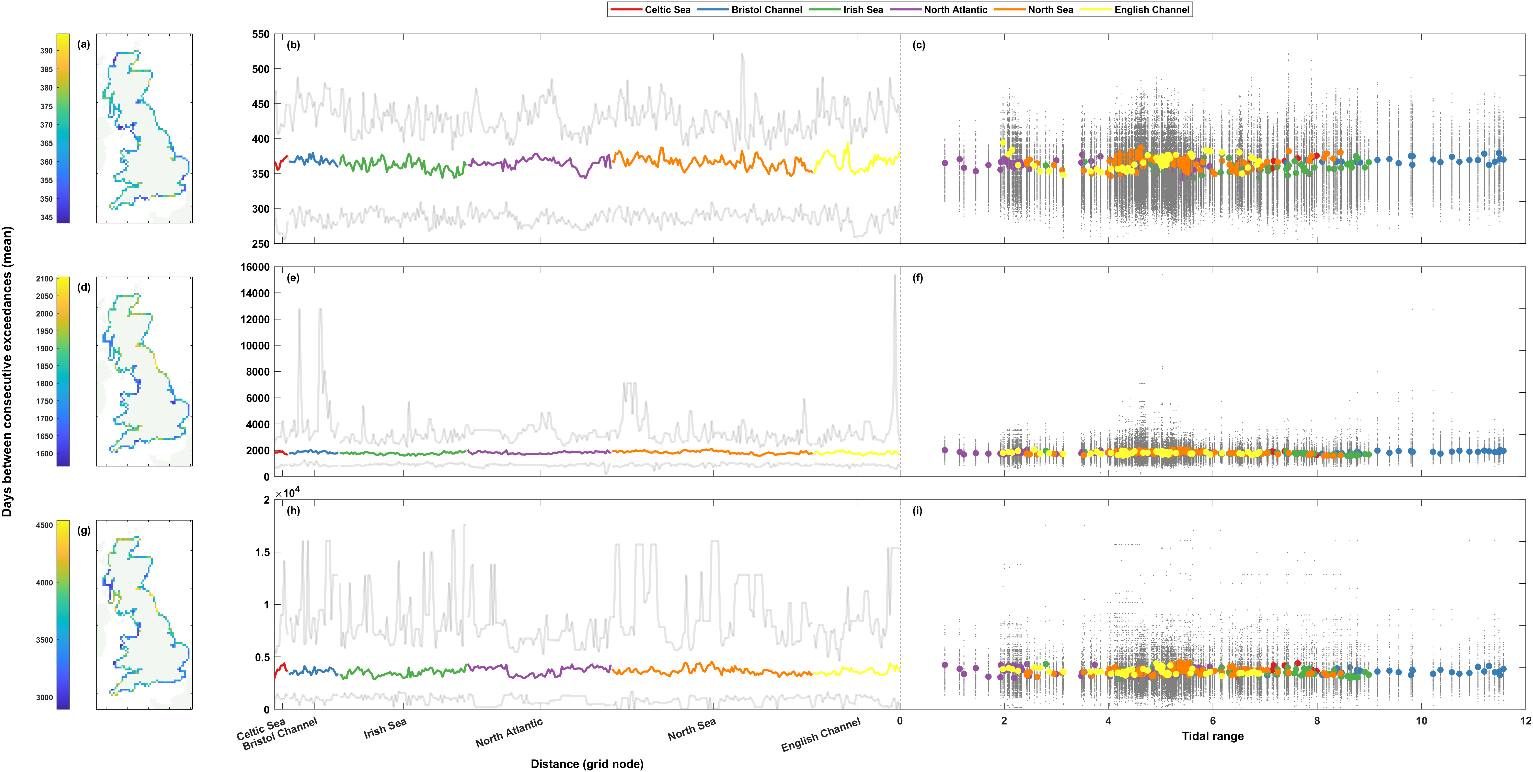 Celtic Sea Bristol Channel Irish Sea North Atlantic North Sea English Channel
Days between consecutive exceedances (mean)
(a)
390
385
380
375
370
365
360
355
350
345
(b)
550
500
450
400
350
300
250
(c)
(d)
2100
2050
2000
1950
1900
1850
1800
1750
1700
1650
1600
(e)
16000
14000
12000
10000
8000
6000
4000
2000
0
(f)
(g)
4500
4000
3500
3000
(h)
×10⁴
2
1.5
1
0.5
0
(i)
Celtic Sea
Bristol Channel
Irish Sea
North Atlantic
North Sea
English Channel
0 2 4 6 8 10 12
Distance (grid node)
Tidal range